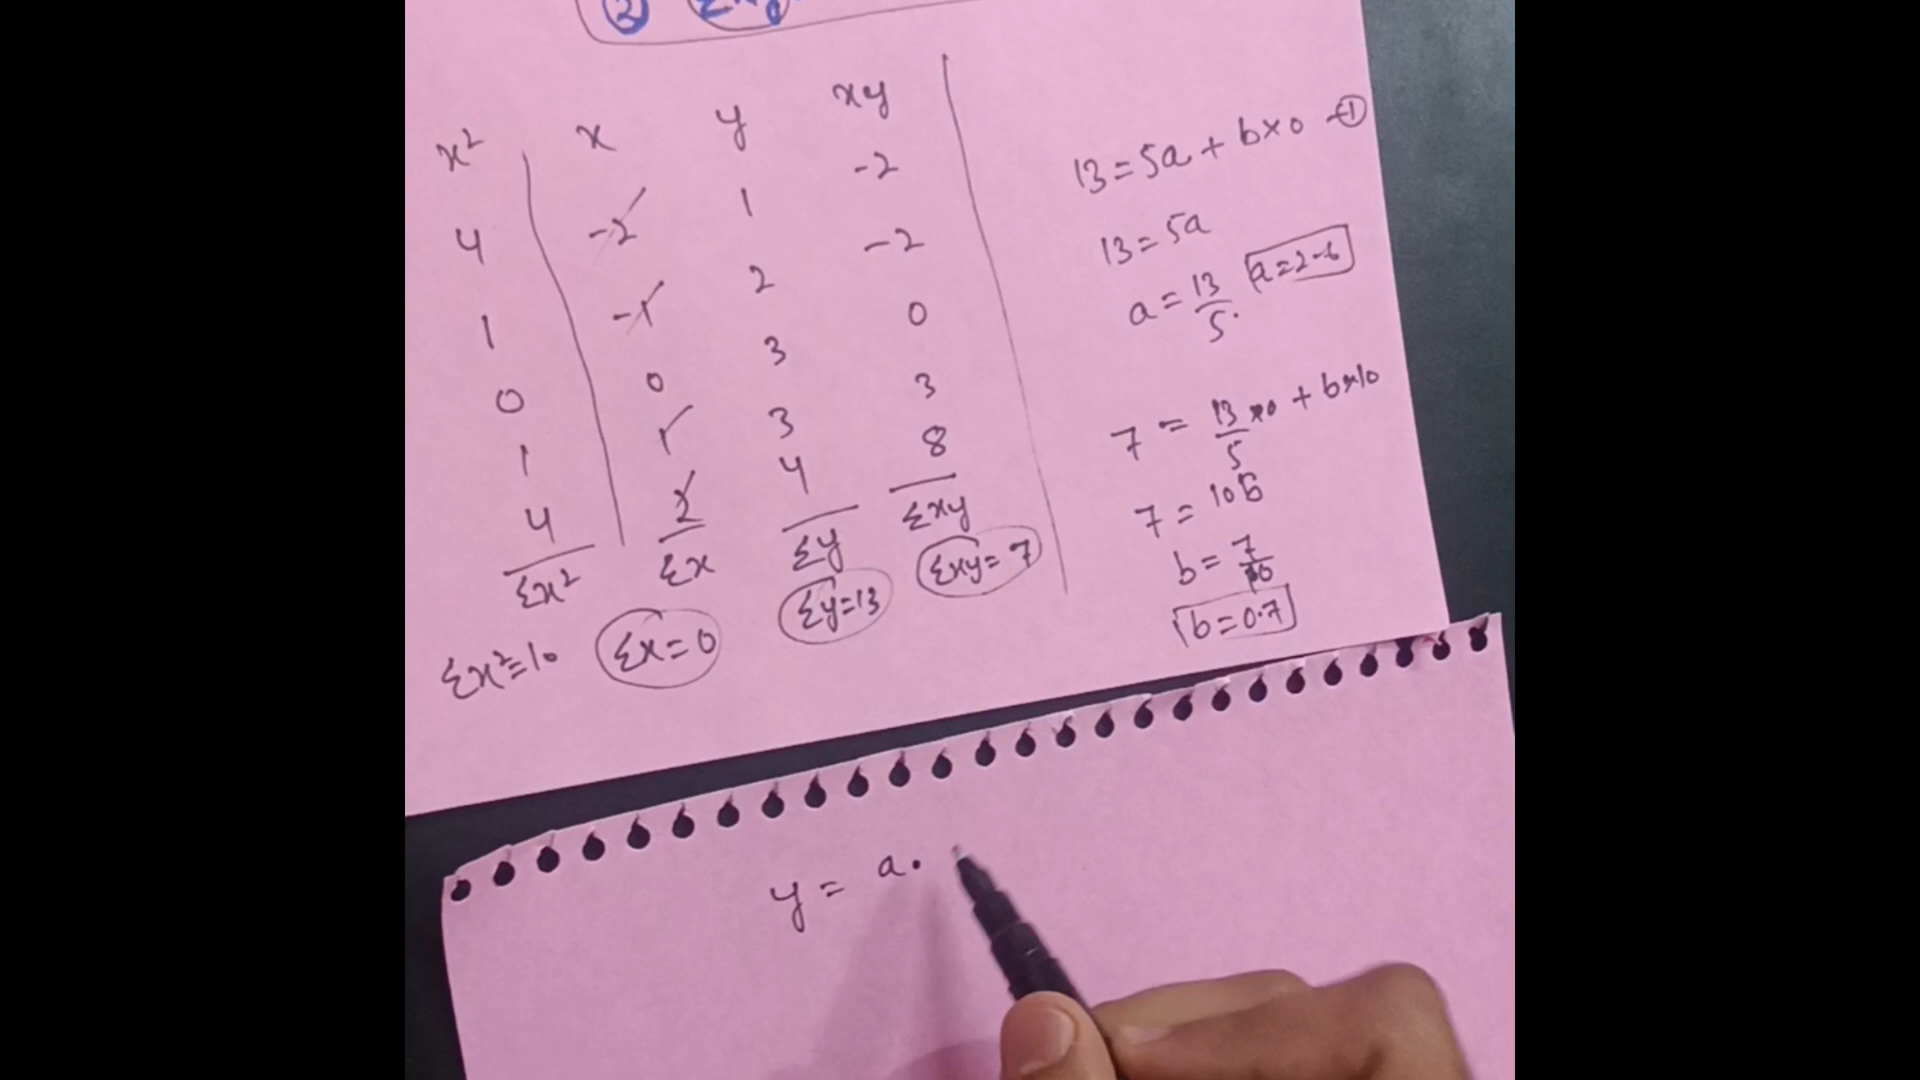 ②
x² x y xy
4 -2 1 -2
1 -1 2 -2
0 0 3 0
1 1 3 3
4 2 4 8
Σx² Σx Σy Σxy
Σx²=10 Σx=0 Σy=13 Σxy=7
13=5a+b×0 -①
13=5a
a=13/5. a=2.6
7=13/5×0+b×10
7=10b
b=7/10
b=0.7
y=a.